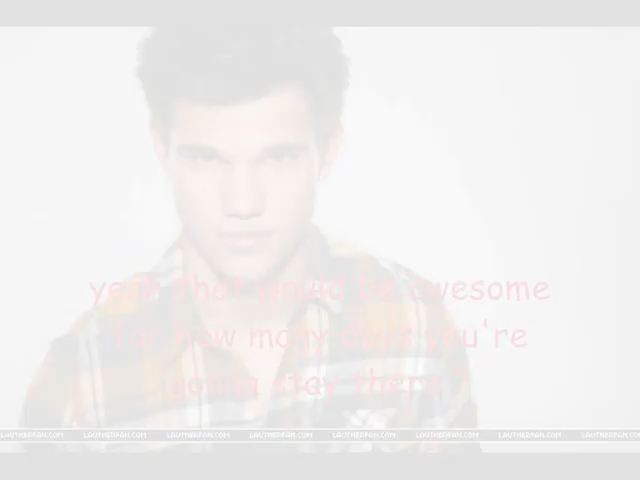 yeah that would be awesome
for how many days you're
gonna stay there ?
LAUTNERFAN.COM LAUTNERFAN.COM LAUTNERFAN.COM LAUTNERFAN.COM LAUTNERFAN.COM LAUTNERFAN.COM LAUTNERFAN.COM LAUTNERFAN.COM